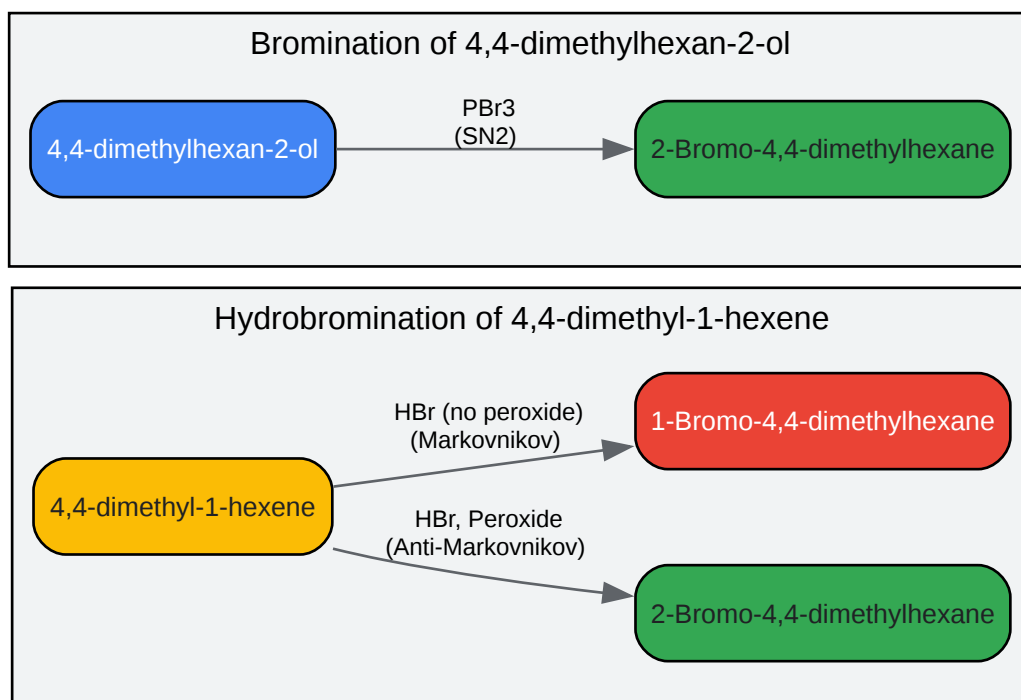 Bromination of 4,4-dimethylhexan-2-ol
PBr3
(SN2)
4,4-dimethylhexan-2-ol
2-Bromo-4,4-dimethylhexane
Hydrobromination of 4,4-dimethyl-1-hexene
HBr (no peroxide)
(Markovnikov)
1-Bromo-4,4-dimethylhexane
4,4-dimethyl-1-hexene
HBr, Peroxide
(Anti-Markovnikov)
2-Bromo-4,4-dimethylhexane